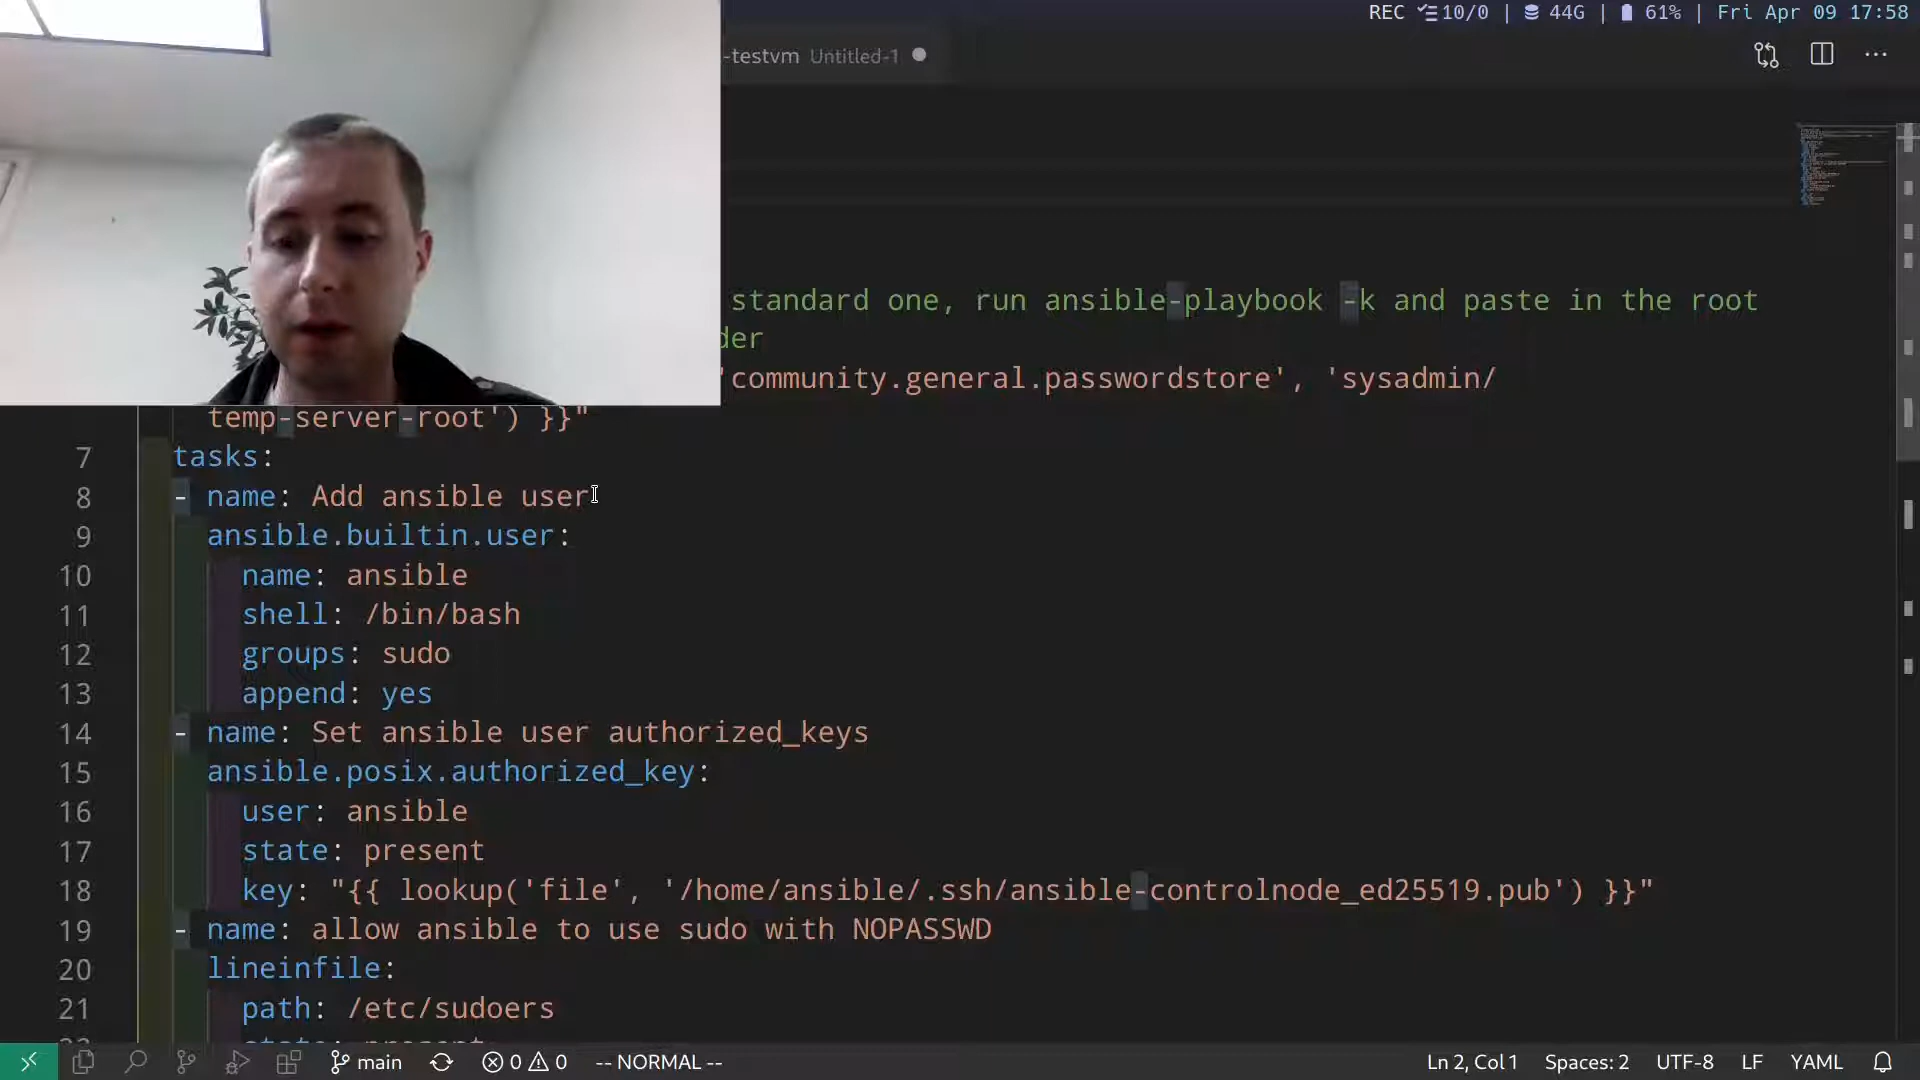 REC 10/0 | 44G | 61% | Fri Apr 09 17:58
-testvm Untitled-1
standard one, run ansible-playbook -k and paste in the root
der
'community.general.passwordstore', 'sysadmin/
temp-server-root') }}"
7 tasks:
8 - name: Add ansible user
9 ansible.builtin.user:
10 name: ansible
11 shell: /bin/bash
12 groups: sudo
13 append: yes
14 - name: Set ansible user authorized_keys
15 ansible.posix.authorized_key:
16 user: ansible
17 state: present
18 key: "{{ lookup('file', '/home/ansible/.ssh/ansible-controlnode_ed25519.pub') }}"
19 - name: allow ansible to use sudo with NOPASSWD
20 lineinfile:
21 path: /etc/sudoers
main 0 0 -- NORMAL -- Ln 2, Col 1 Spaces: 2 UTF-8 LF YAML